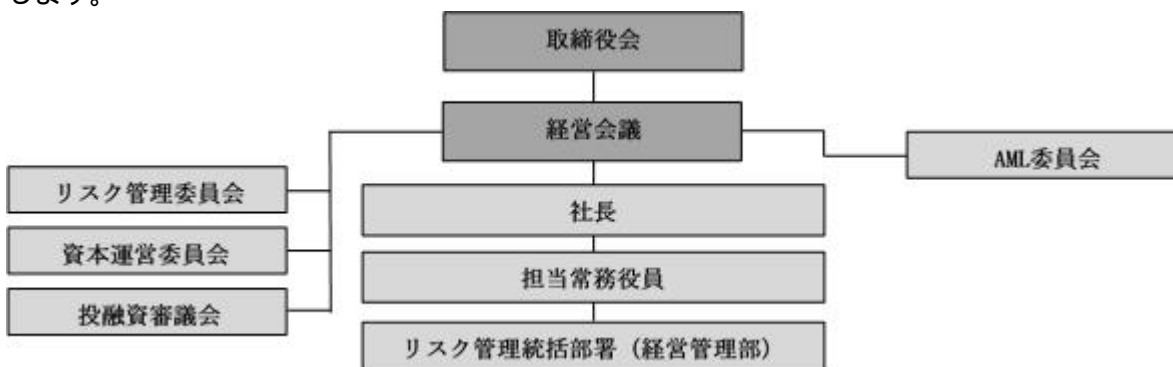 します。
取締役会
経営会議
AML委員会
リスク管理委員会
社長
資本運営委員会
担当常務役員
投融資審議会
リスク管理統括部署（経営管理部）